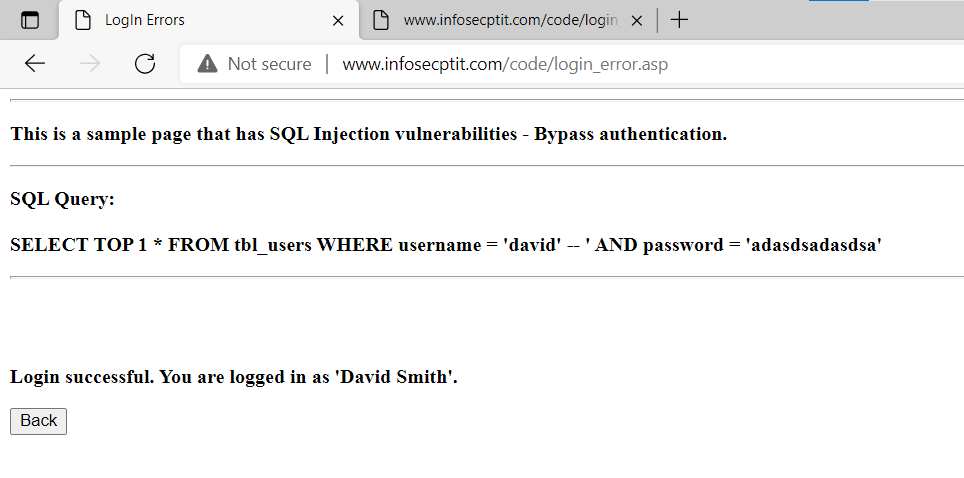 LogIn Errors
www.infosecptit.com/code/login
Not secure
www.infosecptit.com/code/login_error.asp
This is a sample page that has SQL Injection vulnerabilities - Bypass authentication.
SQL Query:
SELECT TOP 1 * FROM tbl_users WHERE username = 'david' -- ' AND password = 'adasdsadasdsa'
Login successful. You are logged in as 'David Smith'.
Back